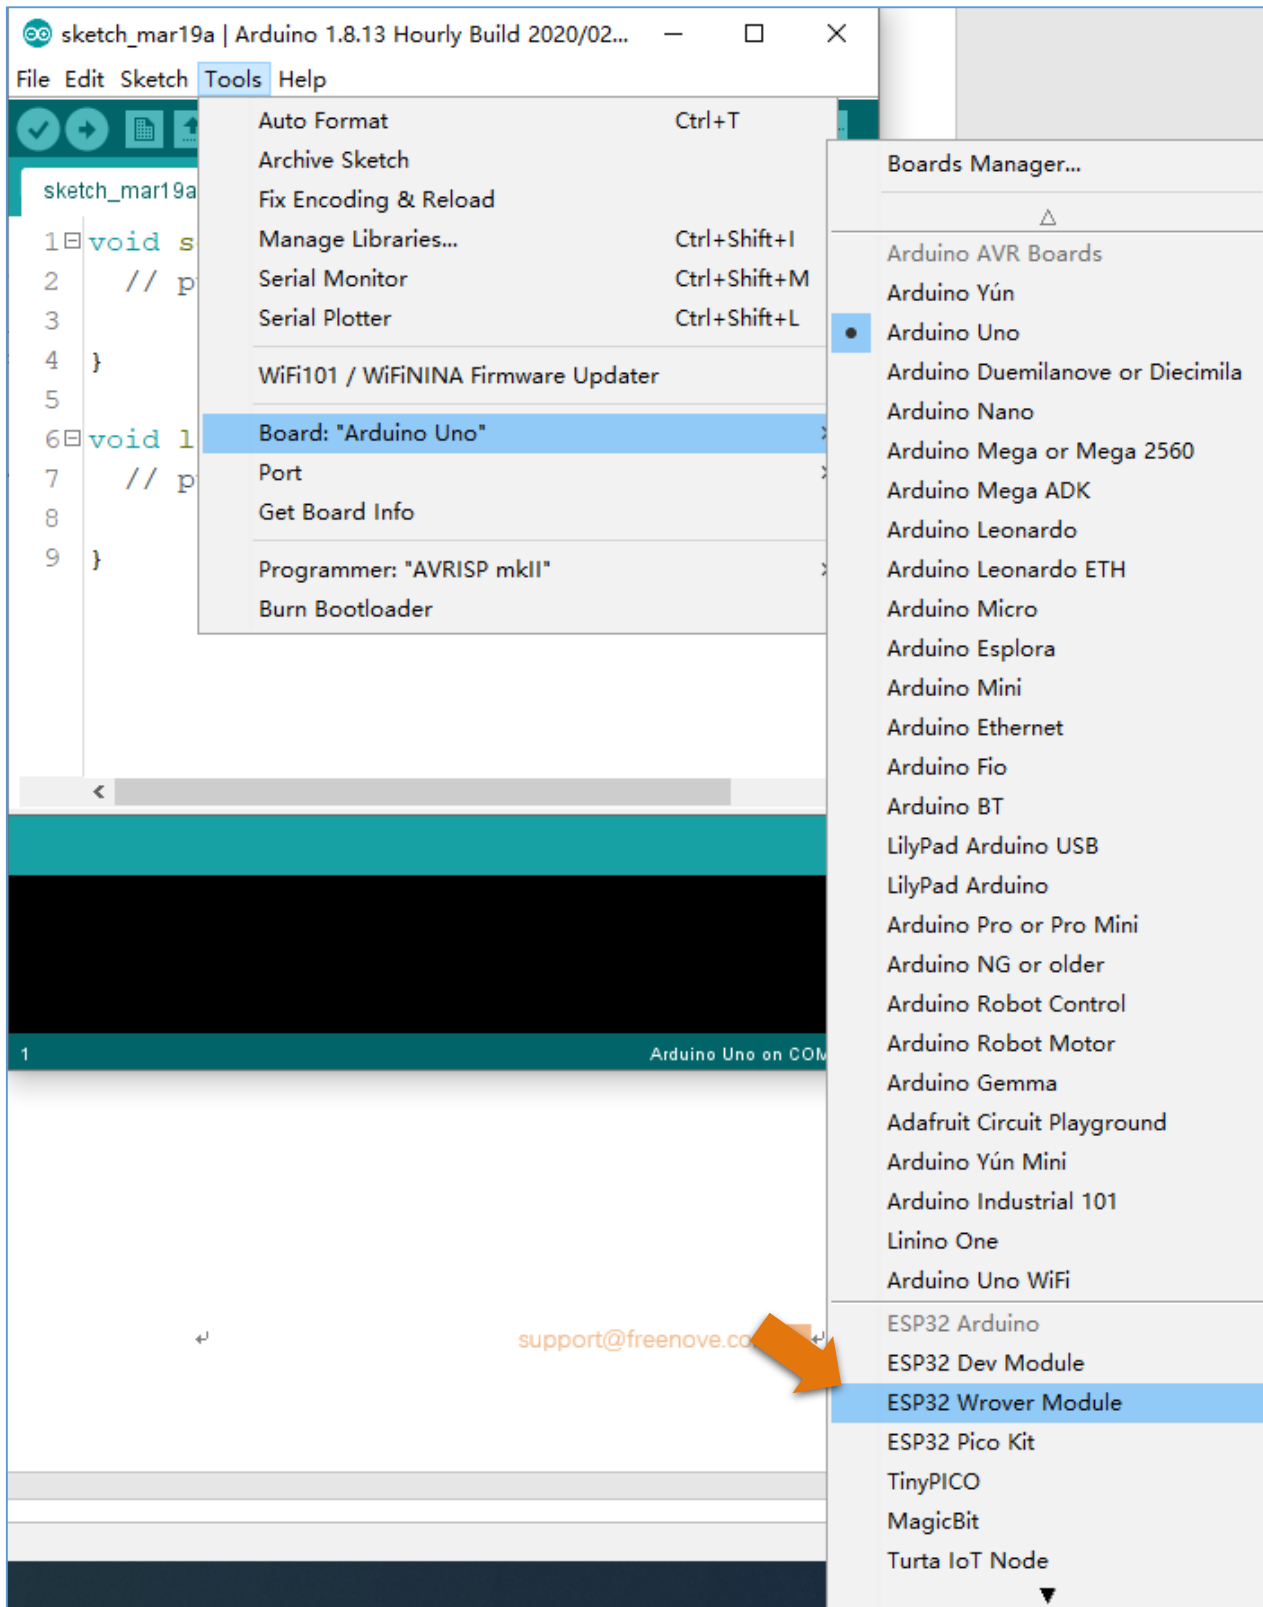 sketch_mar19a | Arduino 1.8.13 Hourly Build 2020/02...
File Edit Sketch Tools Help
sketch_mar19a
1 void s
2 // p
3
4 }
5
6 void l
7 // p
8
9 }
Auto Format Ctrl+T
Archive Sketch
Fix Encoding & Reload
Manage Libraries... Ctrl+Shift+I
Serial Monitor Ctrl+Shift+M
Serial Plotter Ctrl+Shift+L
WiFi101 / WiFiNINA Firmware Updater
Board: "Arduino Uno"
Port
Get Board Info
Programmer: "AVRISP mkII"
Burn Bootloader
Boards Manager...
Arduino AVR Boards
Arduino Yún
Arduino Uno
Arduino Duemilanove or Diecimila
Arduino Nano
Arduino Mega or Mega 2560
Arduino Mega ADK
Arduino Leonardo
Arduino Leonardo ETH
Arduino Micro
Arduino Esplora
Arduino Mini
Arduino Ethernet
Arduino Fio
Arduino BT
LilyPad Arduino USB
LilyPad Arduino
Arduino Pro or Pro Mini
Arduino NG or older
Arduino Robot Control
Arduino Robot Motor
Arduino Gemma
Adafruit Circuit Playground
Arduino Yún Mini
Arduino Industrial 101
Linino One
Arduino Uno WiFi
ESP32 Arduino
ESP32 Dev Module
ESP32 Wrover Module
ESP32 Pico Kit
TinyPICO
MagicBit
Turta IoT Node
1 Arduino Uno on COM
support@freenove.co